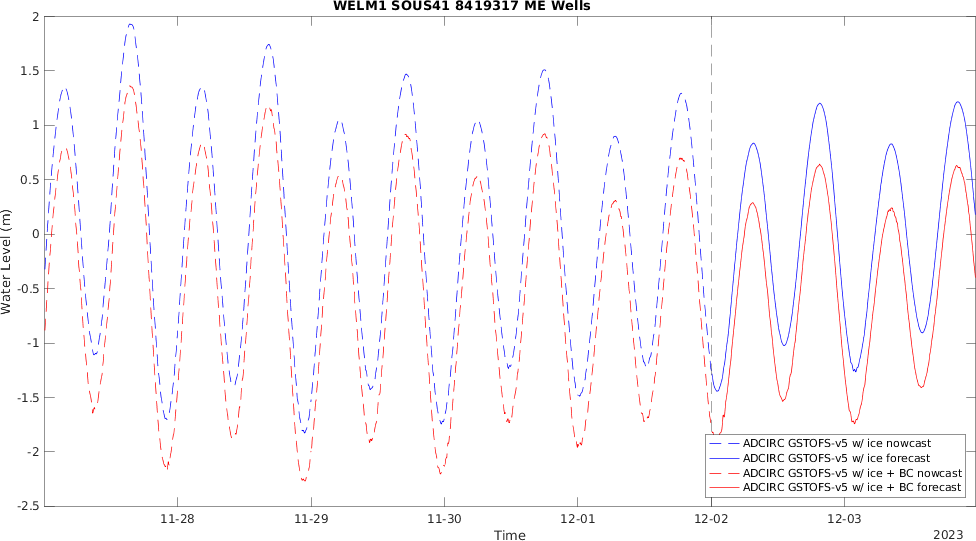 WELM1 SOUS41 8419317 ME Wells
2
1.5
1
0.5
0
-0.5
-1
-1.5
-2
-2.5
Water Level (m)
11-28
11-29
11-30
12-01
12-02
12-03
Time
2023
ADCIRC GSTOFS-v5 w/ ice nowcast
ADCIRC GSTOFS-v5 w/ ice forecast
ADCIRC GSTOFS-v5 w/ ice + BC nowcast
ADCIRC GSTOFS-v5 w/ ice + BC forecast